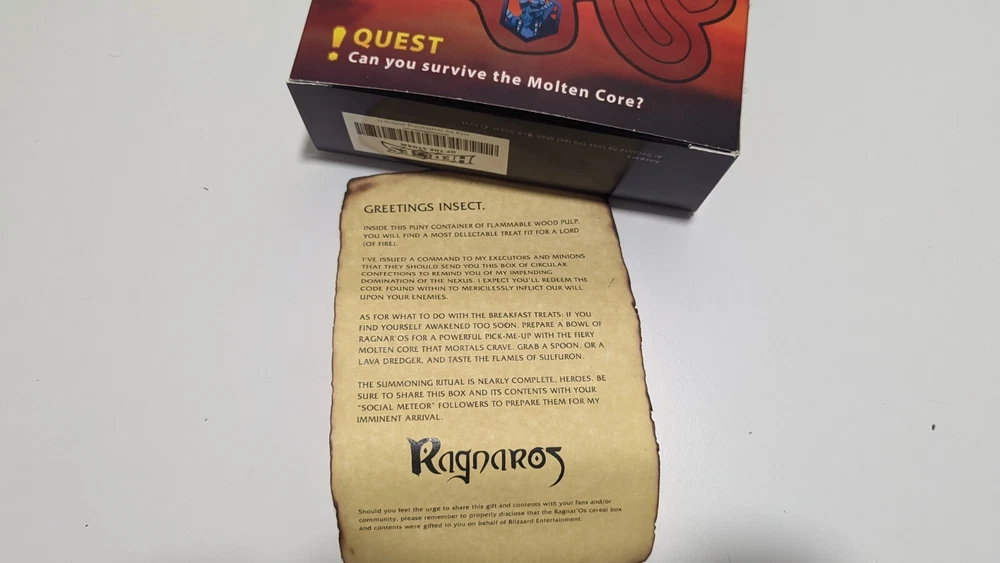 ! QUEST
Can you survive the Molten Core?
GREETINGS INSECT,
INSIDE THIS PUNY CONTAINER OF FLAMMABLE WOOD PULP,
YOU WILL FIND A MOST DELECTABLE TREAT FIT FOR A LORD
(OF FIRE).
I'VE ISSUED A COMMAND TO MY EXECUTORS AND MINIONS
THAT THEY SHOULD SEND YOU THIS BOX OF CIRCULAR
CONFECTIONS TO REMIND YOU OF MY IMPENDING
DOMINATION OF THE NEXUS. I EXPECT YOU'LL REDEEM THE
CODE FOUND WITHIN TO MERCILESSLY INFLICT OUR WILL
UPON YOUR ENEMIES.
AS FOR WHAT TO DO WITH THE BREAKFAST TREATS: IF YOU
FIND YOURSELF AWAKENED TOO SOON, PREPARE A BOWL OF
RAGNAR'OS FOR A POWERFUL PICK-ME-UP WITH THE FIERY
MOLTEN CORE THAT MORTALS CRAVE. GRAB A SPOON, OR A
LAVA DREDGER, AND TASTE THE FLAMES OF SULFURON.
THE SUMMONING RITUAL IS NEARLY COMPLETE, HEROES. BE
SURE TO SHARE THIS BOX AND ITS CONTENTS WITH YOUR
"SOCIAL METEOR" FOLLOWERS TO PREPARE THEM FOR MY
IMMINENT ARRIVAL.
RagnaRos
Should you feel the urge to share this gift and contents with your fans and/or
community, please remember to properly disclose that the Ragnar'Os cereal box
and contents were gifted to you on behalf of Blizzard Entertainment.